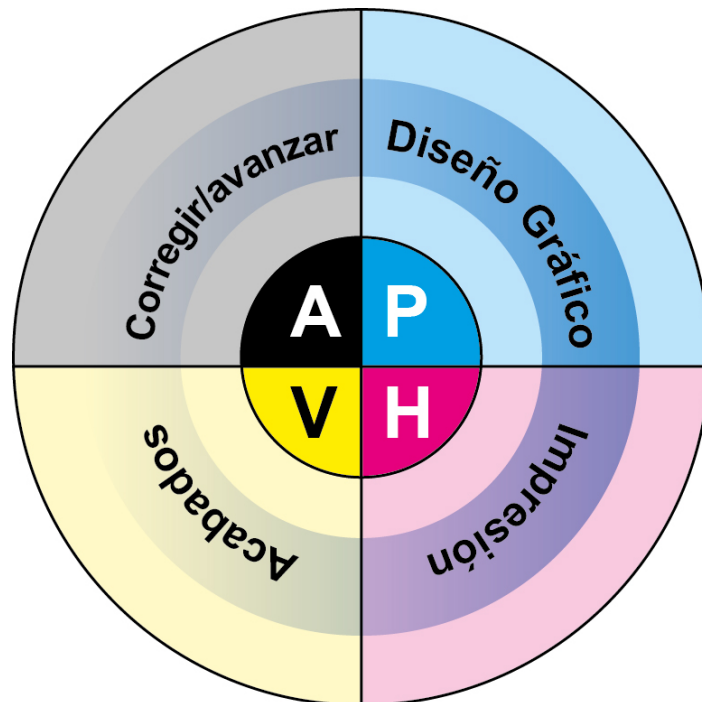 Corregir/avanzar
Diseño Gráfico
A P
V H
Acabados
Impresión